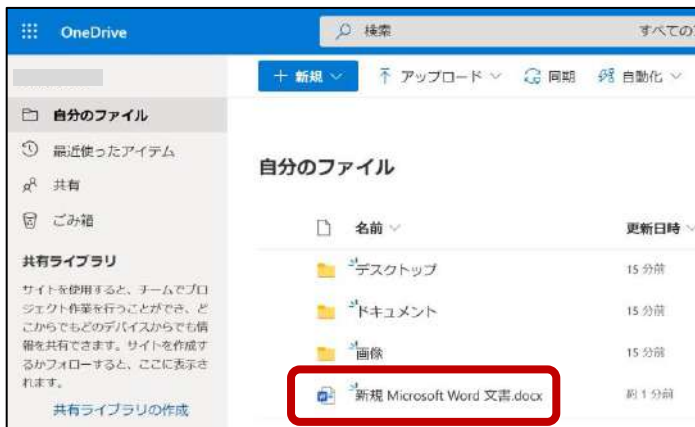 OneDrive
検索
すべての
+ 新規
アップロード
同期
自動化
自分のファイル
最近使ったアイテム
共有
ごみ箱
共有ライブラリ
サイトを使用すると、チームでプロ
ジェクト作業を行うことができ、ど
こからでもどのデバイスからでも情
報を共有できます。サイトを作成す
るかフォローすると、ここに表示さ
れます。
共有ライブラリの作成
自分のファイル
名前
更新日時
デスクトップ
15 分前
ドキュメント
15 分前
画像
15 分前
新規 Microsoft Word 文書.docx
約 1 分前